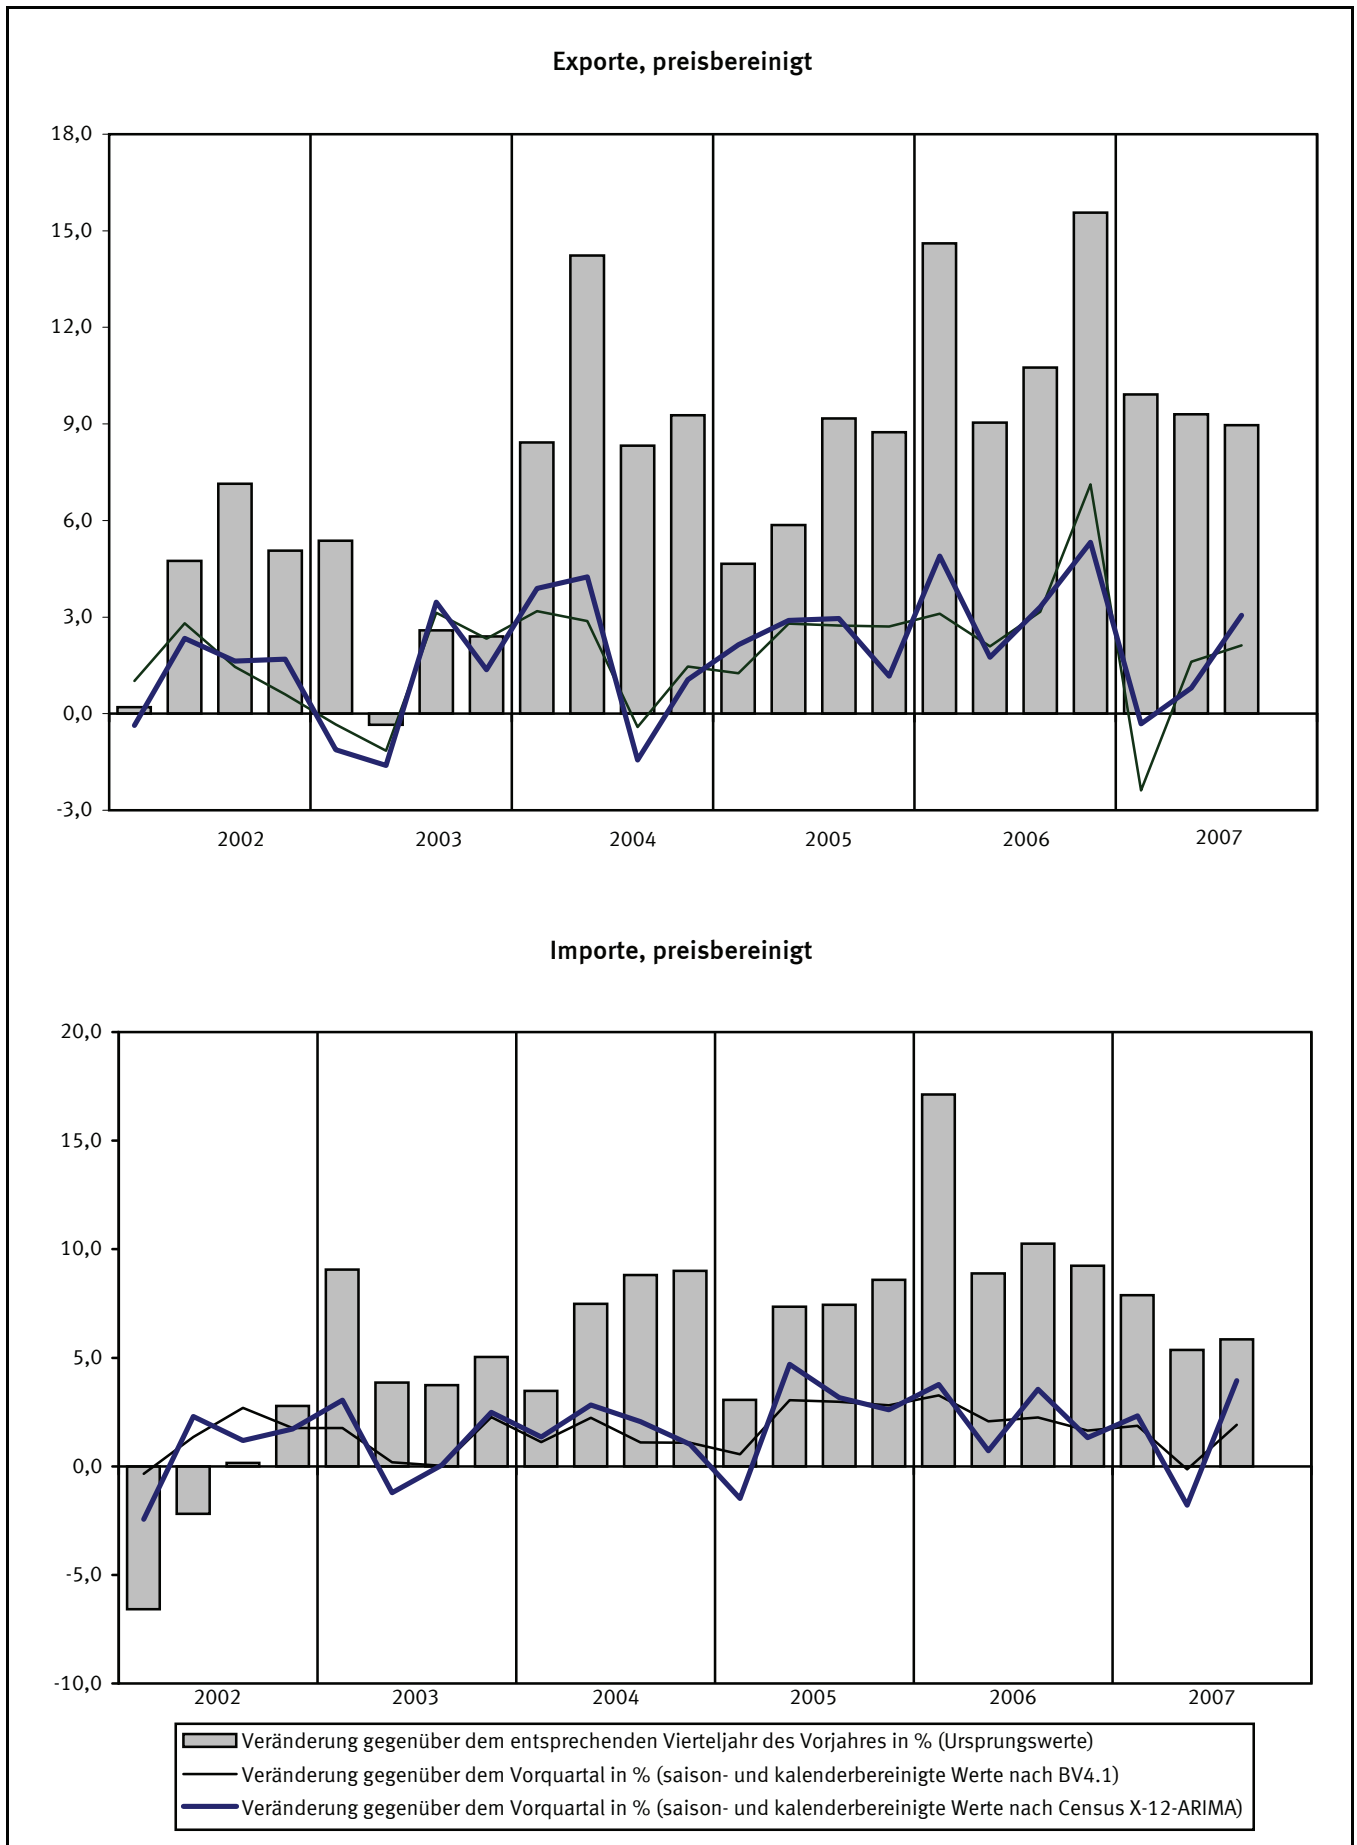 Exporte, preisbereinigt
18,0
15,0
12,0
9,0
6,0
3,0
0,0
-3,0
2002 2003 2004 2005 2006 2007
Importe, preisbereinigt
20,0
15,0
10,0
5,0
0,0
-5,0
-10,0
2002 2003 2004 2005 2006 2007
Veränderung gegenüber dem entsprechenden Vierteljahr des Vorjahres in % (Ursprungswerte)
Veränderung gegenüber dem Vorquartal in % (saison- und kalenderbereinigte Werte nach BV4.1)
Veränderung gegenüber dem Vorquartal in % (saison- und kalenderbereinigte Werte nach Census X-12-ARIMA)